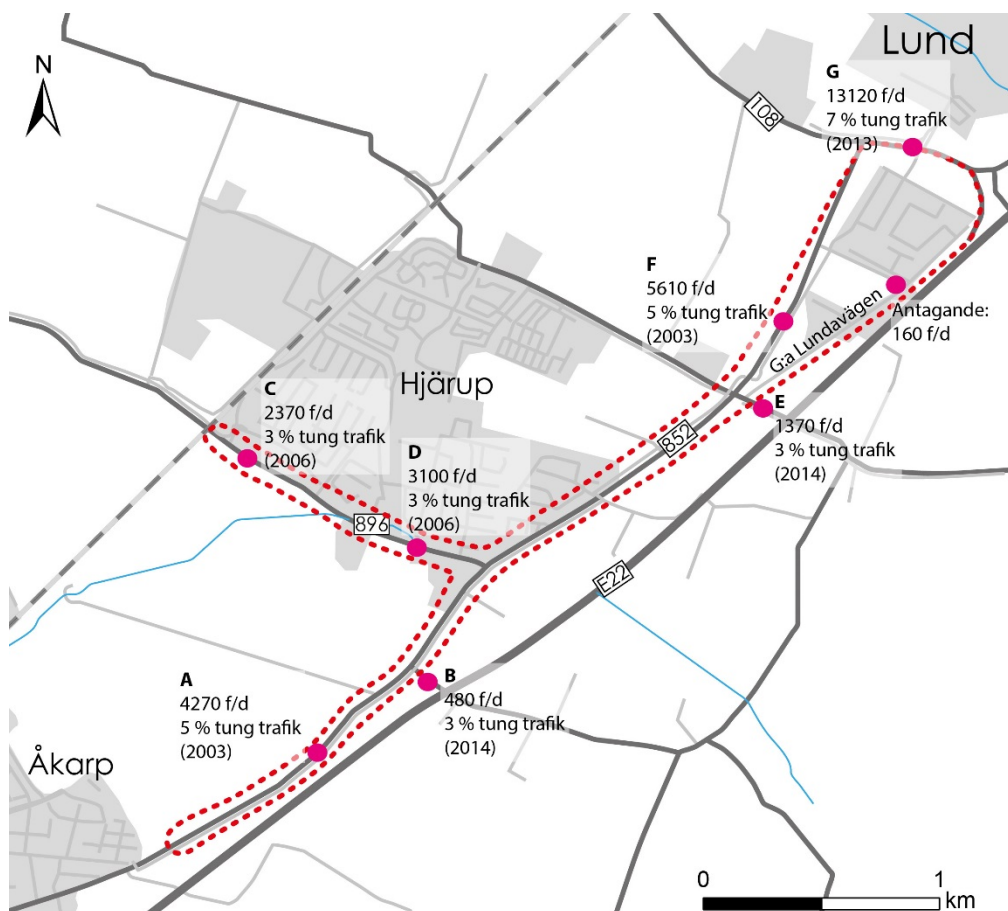 Lund
N
G
13120 f/d
7 % tung trafik
(2013)
108
F
5610 f/d
5 % tung trafik
(2003)
G:a Lundavägen
Antagande:
160 f/d
Hjärup
C
2370 f/d
3 % tung trafik
(2006)
D
3100 f/d
3 % tung trafik
(2006)
852
E
1370 f/d
3 % tung trafik
(2014)
896
E22
A
4270 f/d
5 % tung trafik
(2003)
B
480 f/d
3 % tung trafik
(2014)
Åkarp
0 1
km